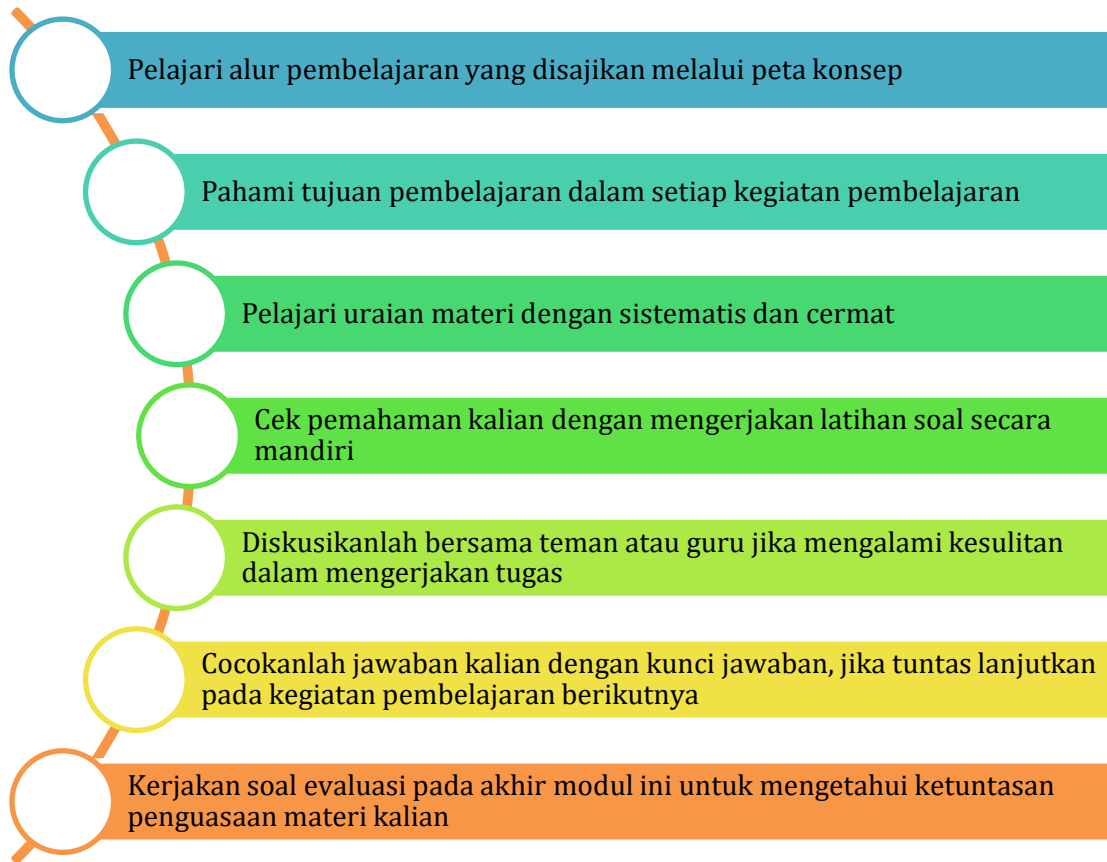 Pelajari alur pembelajaran yang disajikan melalui peta konsep
Pahami tujuan pembelajaran dalam setiap kegiatan pembelajaran
Pelajari uraian materi dengan sistematis dan cermat
Cek pemahaman kalian dengan mengerjakan latihan soal secara
mandiri
Diskusikanlah bersama teman atau guru jika mengalami kesulitan
dalam mengerjakan tugas
Cocokanlah jawaban kalian dengan kunci jawaban, jika tuntas lanjutkan
pada kegiatan pembelajaran berikutnya
Kerjakan soal evaluasi pada akhir modul ini untuk mengetahui ketuntasan
penguasaan materi kalian